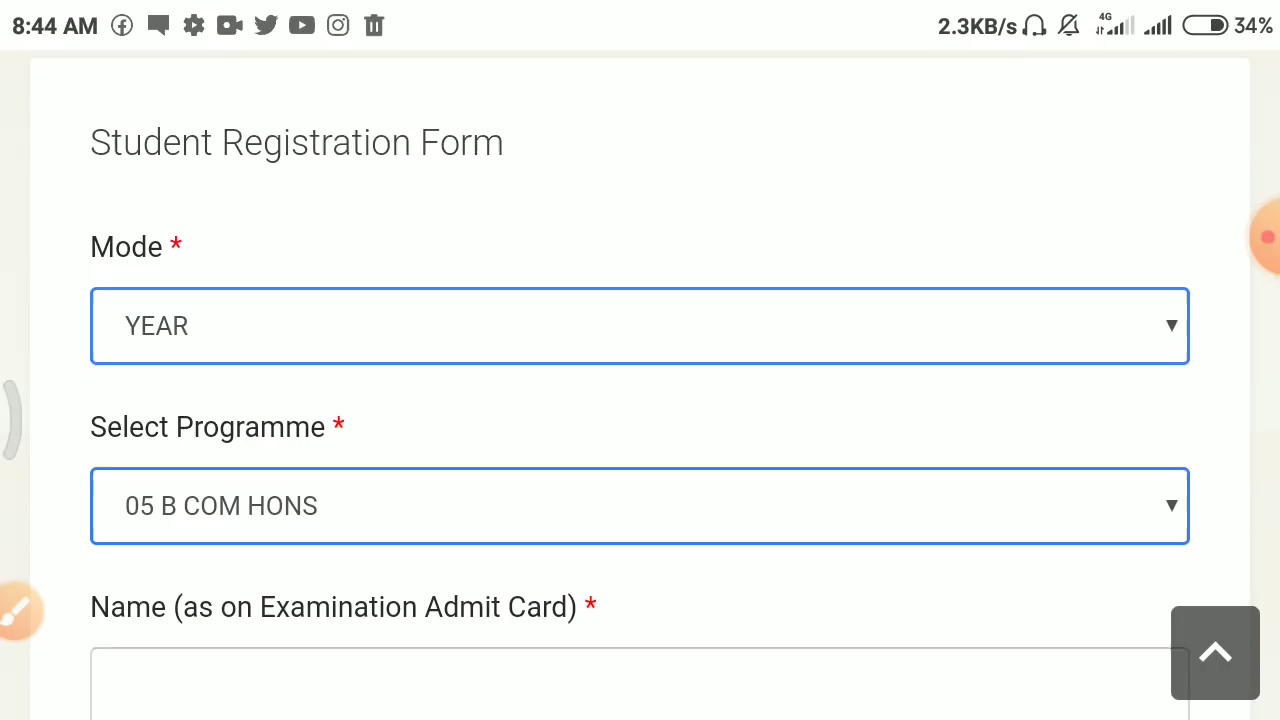 8:44 AM 2.3KB/s 4G 34%
Student Registration Form
Mode *
YEAR
Select Programme *
05 B COM HONS
Name (as on Examination Admit Card) *